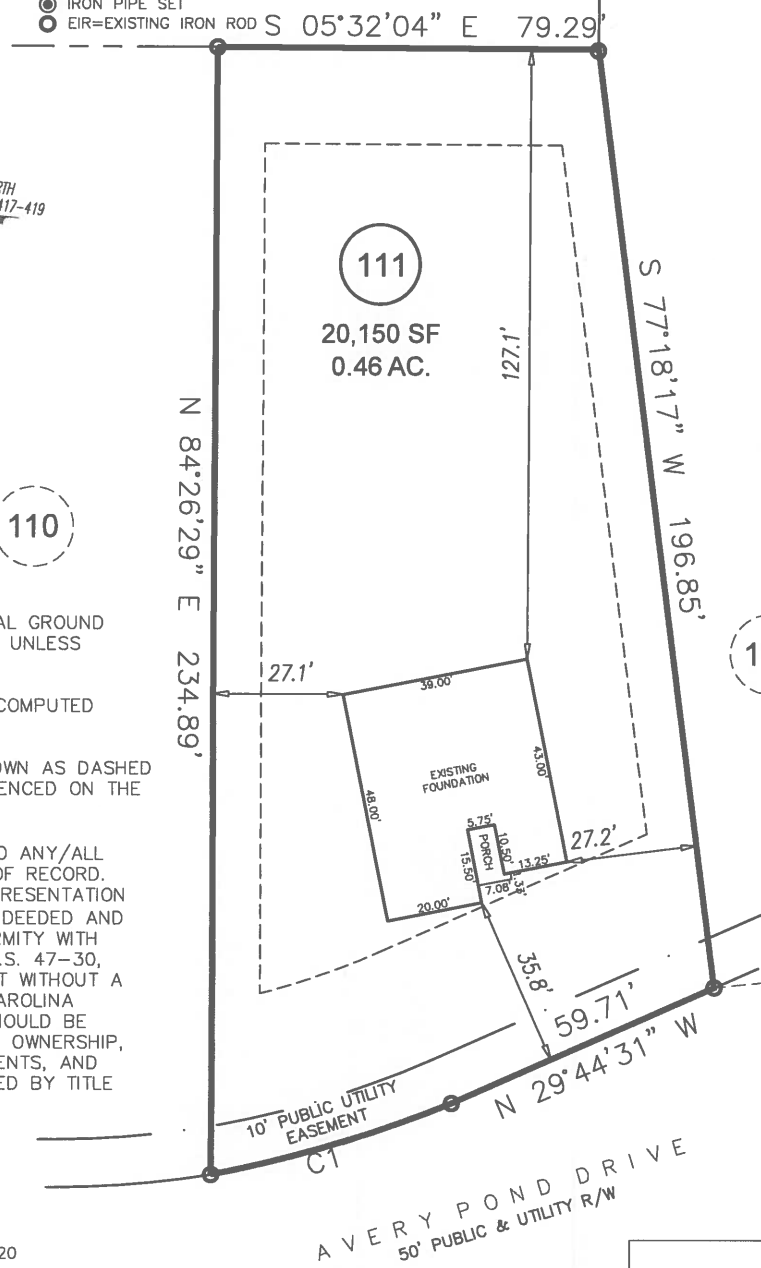 IRON PIPE SET
EIR=EXISTING IRON ROD
S 05°32'04" E 79.29'
417-419
111
20,150 SF
0.46 AC.
127.1'
S 77°18'17" W 196.85'
N 84°26'29" E 234.89'
110
AL GROUND
UNLESS
COMPUTED
OWN AS DASHED
ENCED ON THE
O ANY/ALL
OF RECORD.
RESENTATION
DEEDED AND
RMITY WITH
.S. 47-30,
T WITHOUT A
AROLINA
HOULD BE
OWNERSHIP,
ENTS, AND
ED BY TITLE
27.1'
39.00'
EXISTING
FOUNDATION
43.00'
48.00'
5.75'
PORCH
10.50'
15.50'
13.25'
7.08'
20.00'
27.2'
35.8'
59.71'
N 29°44'31" W
10' PUBLIC UTILITY
EASEMENT
C1
AVERY POND DRIVE
50' PUBLIC & UTILITY R/W
20
1